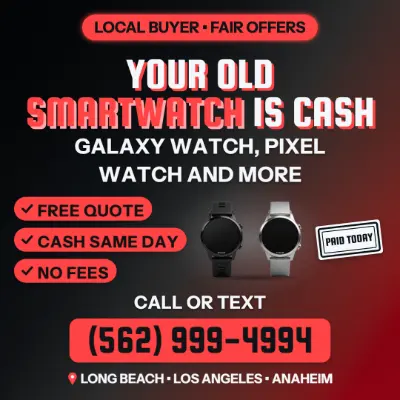 LOCAL BUYER • FAIR OFFERS
YOUR OLD
SMARTWATCH IS CASH
GALAXY WATCH, PIXEL
WATCH AND MORE
FREE QUOTE
CASH SAME DAY
NO FEES
PAID TODAY
CALL OR TEXT
(562) 999-4994
LONG BEACH • LOS ANGELES • ANAHEIM